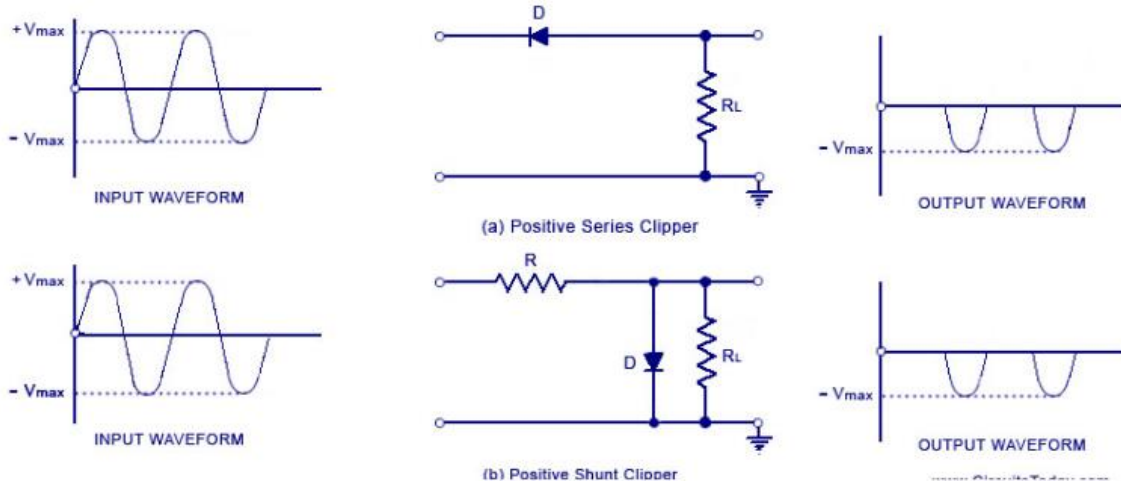 + Vmax
- Vmax
INPUT WAVEFORM
D
RL
(a) Positive Series Clipper
- Vmax
OUTPUT WAVEFORM
+ Vmax
- Vmax
INPUT WAVEFORM
R
D
RL
(b) Positive Shunt Clipper
- Vmax
OUTPUT WAVEFORM